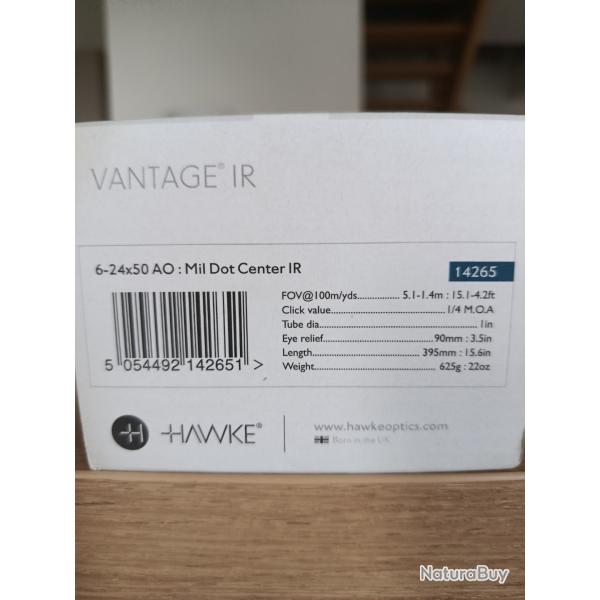 VANTAGE® IR
6-24x50 AO : Mil Dot Center IR
14265
FOV@100m/yds................ 5.1-1.4m : 15.1-4.2ft
Click value........................................1/4 M.O.A
Tube dia.....................................................1in
Eye relief....................................90mm : 3.5in
Length................................... 395mm : 15.6in
Weight........................................ 625g : 22oz
5 054492 142651 >
HAWKE®
www.hawkeoptics.com
Born in the UK
NaturaBuy